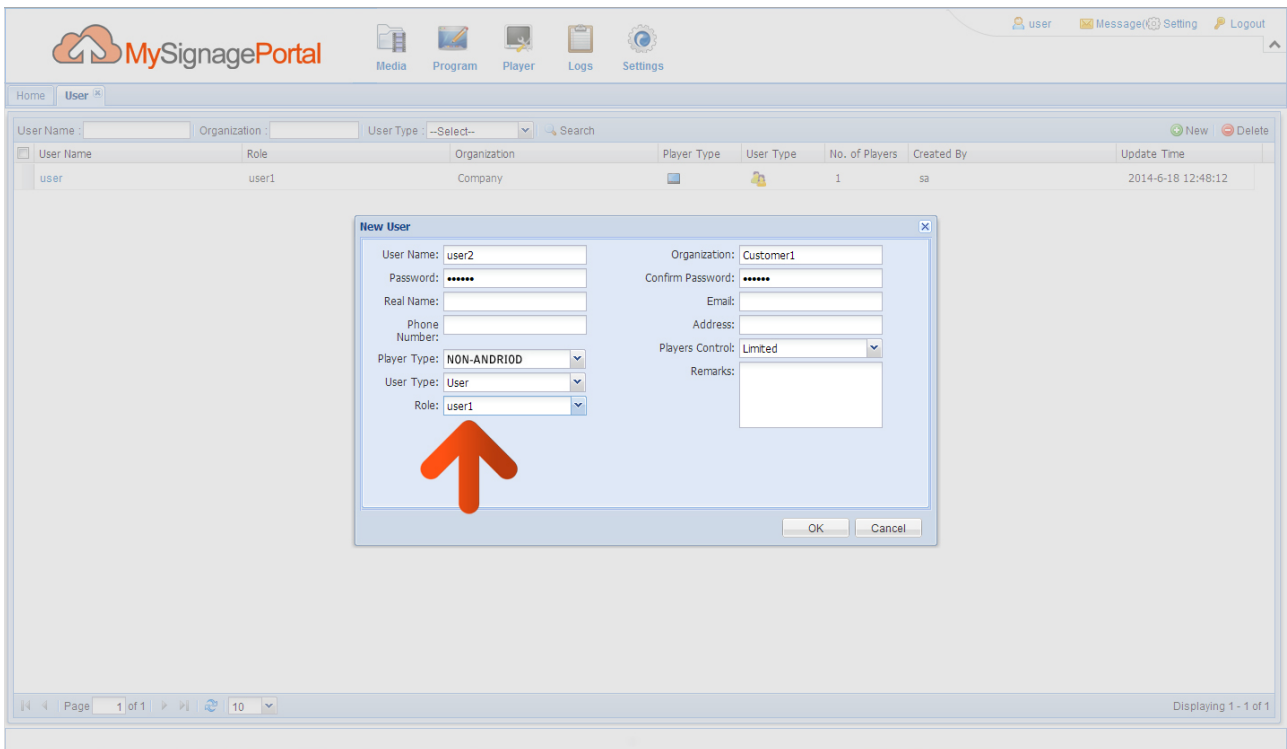 user Message( Setting Logout
MySignagePortal
Media Program Player Logs Settings
Home User
User Name : Organization : User Type : --Select-- Search New Delete
User Name Role Organization Player Type User Type No. of Players Created By Update Time
user user1 Company 1 sa 2014-6-18 12:48:12
New User
User Name: user2 Organization: Customer1
Password: •••••• Confirm Password: ••••••
Real Name: Email:
Phone Number: Address:
Player Type: NON-ANDRIOD Players Control: Limited
User Type: User Remarks:
Role: user1
OK Cancel
Page 1 of 1 10 Displaying 1 - 1 of 1